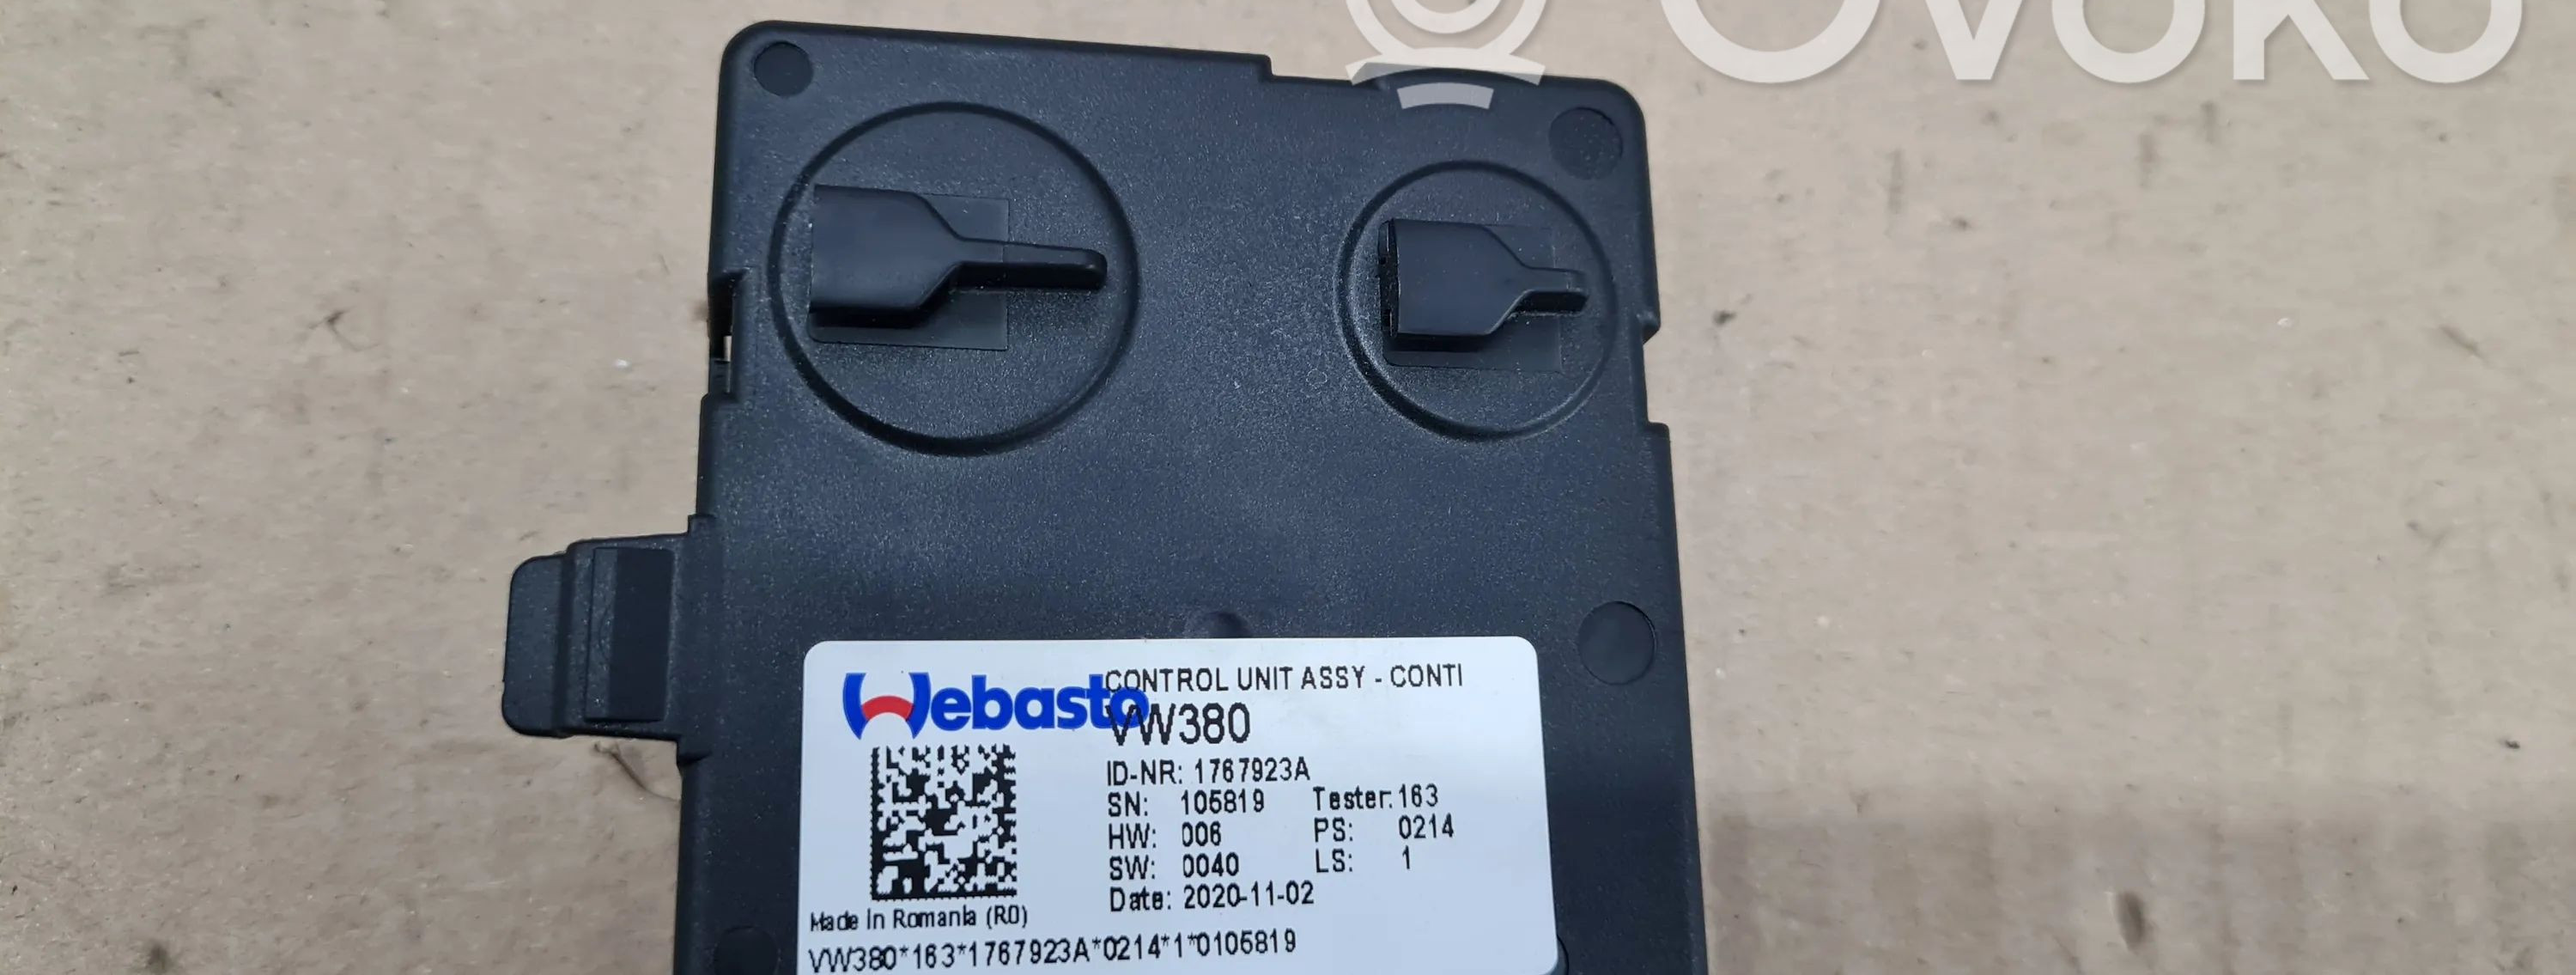 OVOKO
Webasto
CONTROL UNIT ASSY - CONTI
VW380
ID-NR: 1767923A
SN: 105819 Tester: 163
HW: 006 PS: 0214
SW: 0040 LS: 1
Date: 2020-11-02
Made in Romania (RO)
VW380*163*1767923A*0214*1*0105819